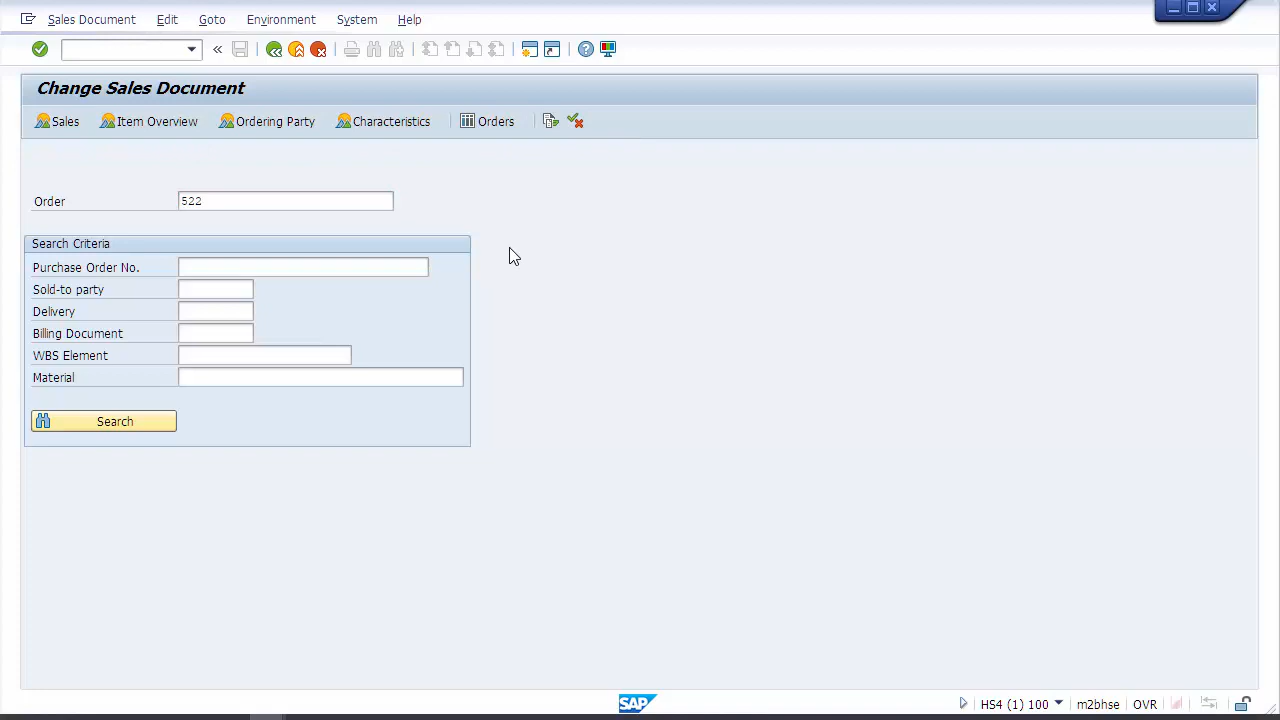 Sales Document Edit Goto Environment System Help
Change Sales Document
Sales Item Overview Ordering Party Characteristics Orders
Order 522
Search Criteria
Purchase Order No.
Sold-to party
Delivery
Billing Document
WBS Element
Material
Search
SAP HS4 (1) 100 m2bhse OVR